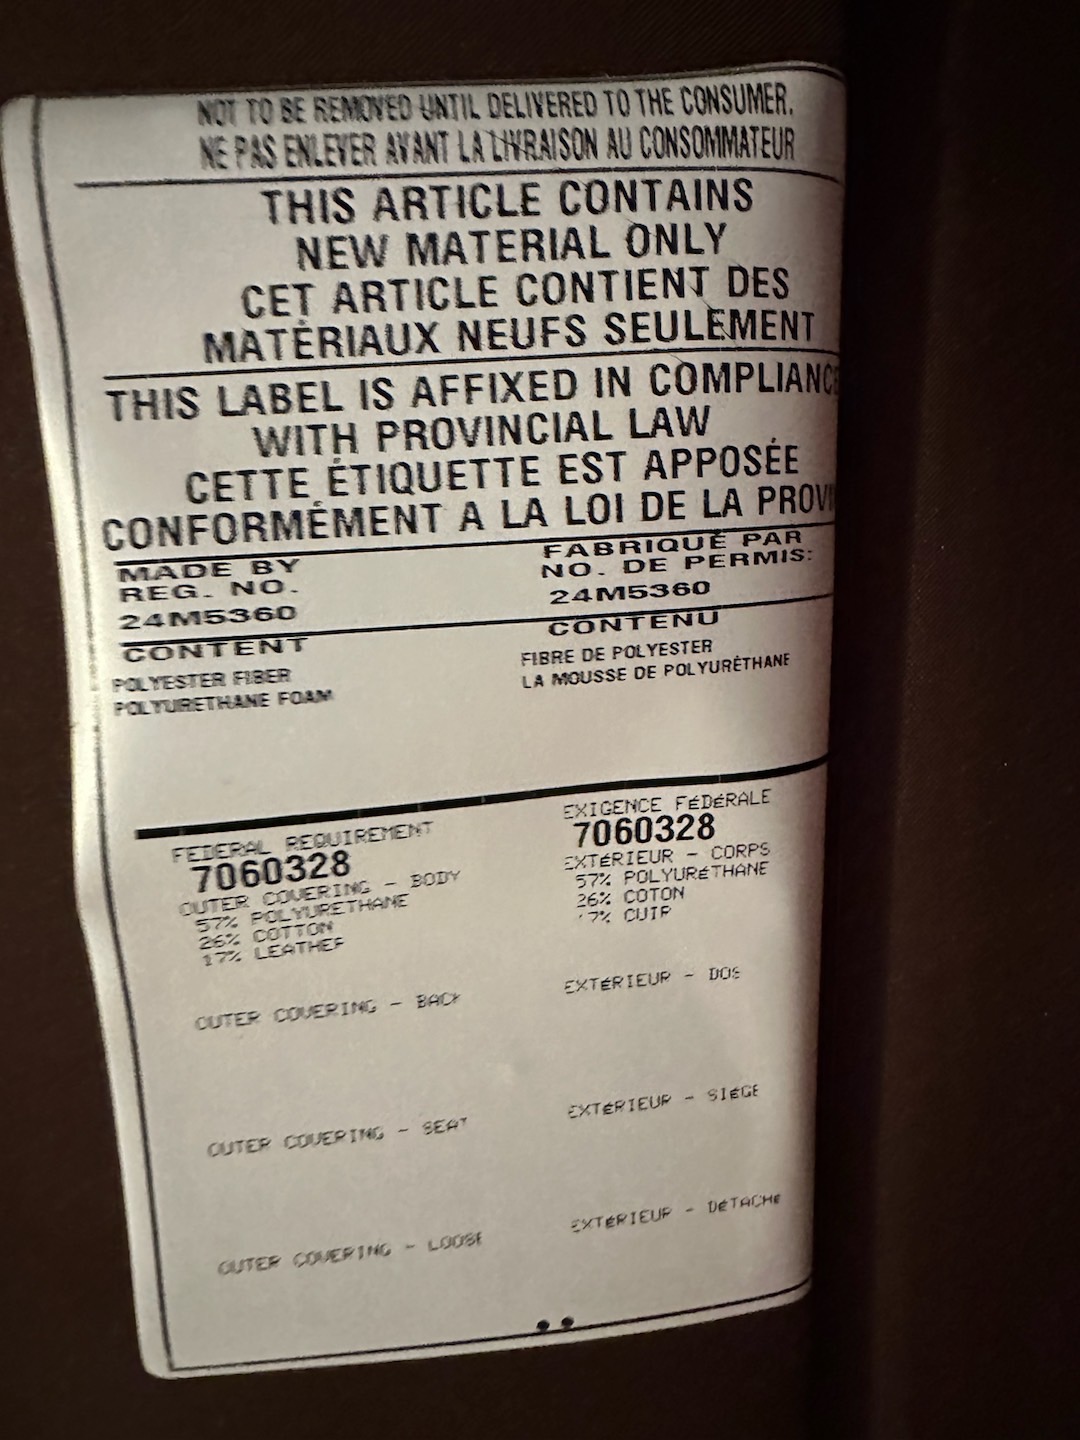 NOT TO BE REMOVED UNTIL DELIVERED TO THE CONSUMER.
NE PAS ENLEVER AVANT LA LIVRAISON AU CONSOMMATEUR
THIS ARTICLE CONTAINS
NEW MATERIAL ONLY
CET ARTICLE CONTIENT DES
MATÉRIAUX NEUFS SEULEMENT
THIS LABEL IS AFFIXED IN COMPLIANCE
WITH PROVINCIAL LAW
CETTE ÉTIQUETTE EST APPOSÉE
CONFORMÉMENT A LA LOI DE LA PROVI
MADE BY
REG. NO.
24M5360
FABRIQUÉ PAR
NO. DE PERMIS:
24M5360
CONTENT
POLYESTER FIBER
POLYURETHANE FOAM
CONTENU
FIBRE DE POLYESTER
LA MOUSSE DE POLYURÉTHANE
FEDERAL REQUIREMENT
7060328
OUTER COVERING - BODY
57% POLYURETHANE
26% COTTON
17% LEATHER
EXIGENCE FÉDÉRALE
7060328
EXTÉRIEUR - CORPS
57% POLYURÉTHANE
26% COTON
17% CUIR
OUTER COVERING - BACK
EXTÉRIEUR - DOS
OUTER COVERING - SEAT
EXTÉRIEUR - SIÉGE
OUTER COVERING - LOOSE
EXTÉRIEUR - DÉTACHÉ